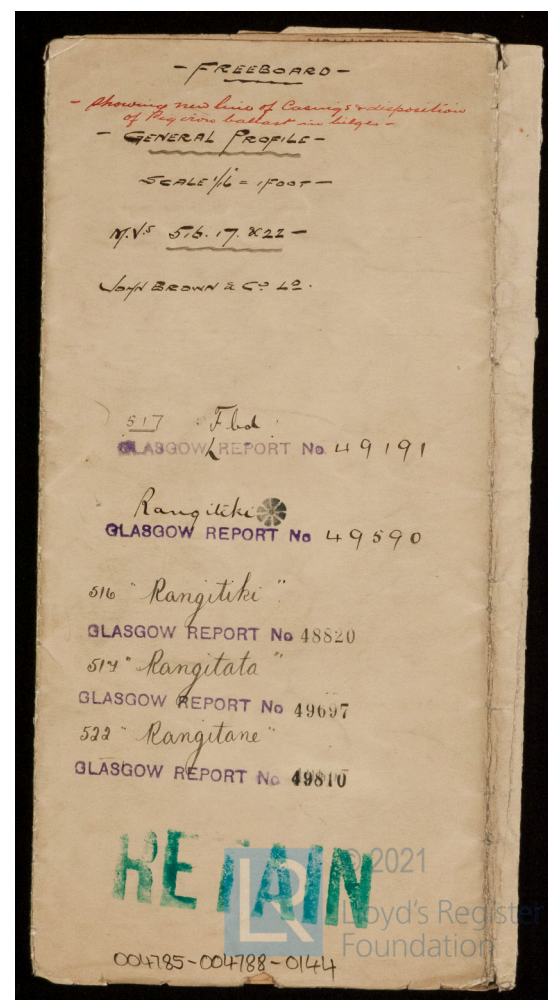 - FREEBOARD -
- Showing new line of Casings & disposition
of Pig iron ballast in bilges -
- GENERAL PROFILE -
SCALE 1/16 = 1 FOOT -
M.Vs 516. 17. & 22 -
JOHN BROWN & Co Ld.
517 Fbd
GLASGOW REPORT No 49191
Rangitiki
GLASGOW REPORT No 49590
516 "Rangitiki"
GLASGOW REPORT No 48820
517 "Rangitata"
GLASGOW REPORT No 49697
522 "Rangitane"
GLASGOW REPORT No 49810
RETAIN
© 2021
LR
Lloyd's Register
Foundation
004785-004788-0144